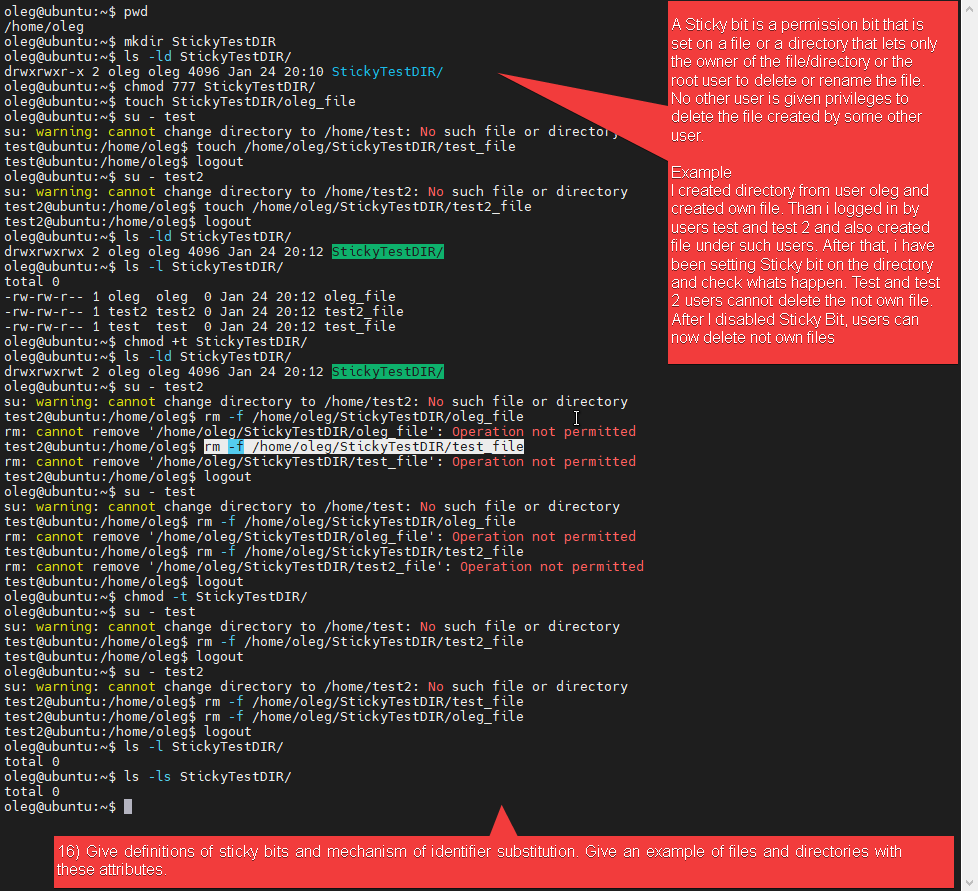 oleg@ubuntu:~$ pwd
/home/oleg
oleg@ubuntu:~$ mkdir StickyTestDIR
oleg@ubuntu:~$ ls -ld StickyTestDIR/
drwxrwxr-x 2 oleg oleg 4096 Jan 24 20:10 StickyTestDIR/
oleg@ubuntu:~$ chmod 777 StickyTestDIR/
oleg@ubuntu:~$ touch StickyTestDIR/oleg_file
oleg@ubuntu:~$ su - test
su: warning: cannot change directory to /home/test: No such file or directory
test@ubuntu:/home/oleg$ touch /home/oleg/StickyTestDIR/test_file
test@ubuntu:/home/oleg$ logout
oleg@ubuntu:~$ su - test2
su: warning: cannot change directory to /home/test2: No such file or directory
test2@ubuntu:/home/oleg$ touch /home/oleg/StickyTestDIR/test2_file
test2@ubuntu:/home/oleg$ logout
oleg@ubuntu:~$ ls -ld StickyTestDIR/
drwxrwxrwx 2 oleg oleg 4096 Jan 24 20:12 StickyTestDIR/
oleg@ubuntu:~$ ls -l StickyTestDIR/
total 0
-rw-rw-r-- 1 oleg  oleg  0 Jan 24 20:12 oleg_file
-rw-rw-r-- 1 test2 test2 0 Jan 24 20:12 test2_file
-rw-rw-r-- 1 test  test  0 Jan 24 20:12 test_file
oleg@ubuntu:~$ chmod +t StickyTestDIR/
oleg@ubuntu:~$ ls -ld StickyTestDIR/
drwxrwxrwt 2 oleg oleg 4096 Jan 24 20:12 StickyTestDIR/
oleg@ubuntu:~$ su - test2
su: warning: cannot change directory to /home/test2: No such file or directory
test2@ubuntu:/home/oleg$ rm -f /home/oleg/StickyTestDIR/oleg_file
rm: cannot remove '/home/oleg/StickyTestDIR/oleg_file': Operation not permitted
test2@ubuntu:/home/oleg$ rm -f /home/oleg/StickyTestDIR/test_file
rm: cannot remove '/home/oleg/StickyTestDIR/test_file': Operation not permitted
test2@ubuntu:/home/oleg$ logout
oleg@ubuntu:~$ su - test
su: warning: cannot change directory to /home/test: No such file or directory
test@ubuntu:/home/oleg$ rm -f /home/oleg/StickyTestDIR/oleg_file
rm: cannot remove '/home/oleg/StickyTestDIR/oleg_file': Operation not permitted
test@ubuntu:/home/oleg$ rm -f /home/oleg/StickyTestDIR/test2_file
rm: cannot remove '/home/oleg/StickyTestDIR/test2_file': Operation not permitted
test@ubuntu:/home/oleg$ logout
oleg@ubuntu:~$ chmod -t StickyTestDIR/
oleg@ubuntu:~$ su - test
su: warning: cannot change directory to /home/test: No such file or directory
test@ubuntu:/home/oleg$ rm -f /home/oleg/StickyTestDIR/test2_file
test@ubuntu:/home/oleg$ logout
oleg@ubuntu:~$ su - test2
su: warning: cannot change directory to /home/test2: No such file or directory
test2@ubuntu:/home/oleg$ rm -f /home/oleg/StickyTestDIR/test_file
test2@ubuntu:/home/oleg$ rm -f /home/oleg/StickyTestDIR/oleg_file
test2@ubuntu:/home/oleg$ logout
oleg@ubuntu:~$ ls -l StickyTestDIR/
total 0
oleg@ubuntu:~$ ls -ls StickyTestDIR/
total 0
oleg@ubuntu:~$
A Sticky bit is a permission bit that is
set on a file or a directory that lets only
the owner of the file/directory or the
root user to delete or rename the file.
No other user is given privileges to
delete the file created by some other
user.
Example
I created directory from user oleg and
created own file. Than i logged in by
users test and test 2 and also created
file under such users. After that, i have
been setting Sticky bit on the directory
and check whats happen. Test and test
2 users cannot delete the not own file.
After I disabled Sticky Bit, users can
now delete not own files
16) Give definitions of sticky bits and mechanism of identifier substitution. Give an example of files and directories with
these attributes.